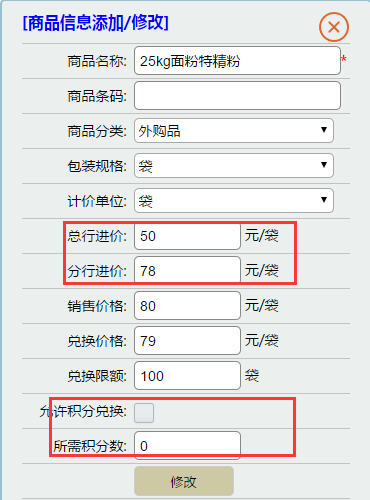 [商品信息添加/修改]
商品名称: 25kg面粉特精粉 *
商品条码:
商品分类: 外购品
包装规格: 袋
计价单位: 袋
总行进价: 50 元/袋
分行进价: 78 元/袋
销售价格: 80 元/袋
兑换价格: 79 元/袋
兑换限额: 100 袋
允许积分兑换:
所需积分数: 0
修改